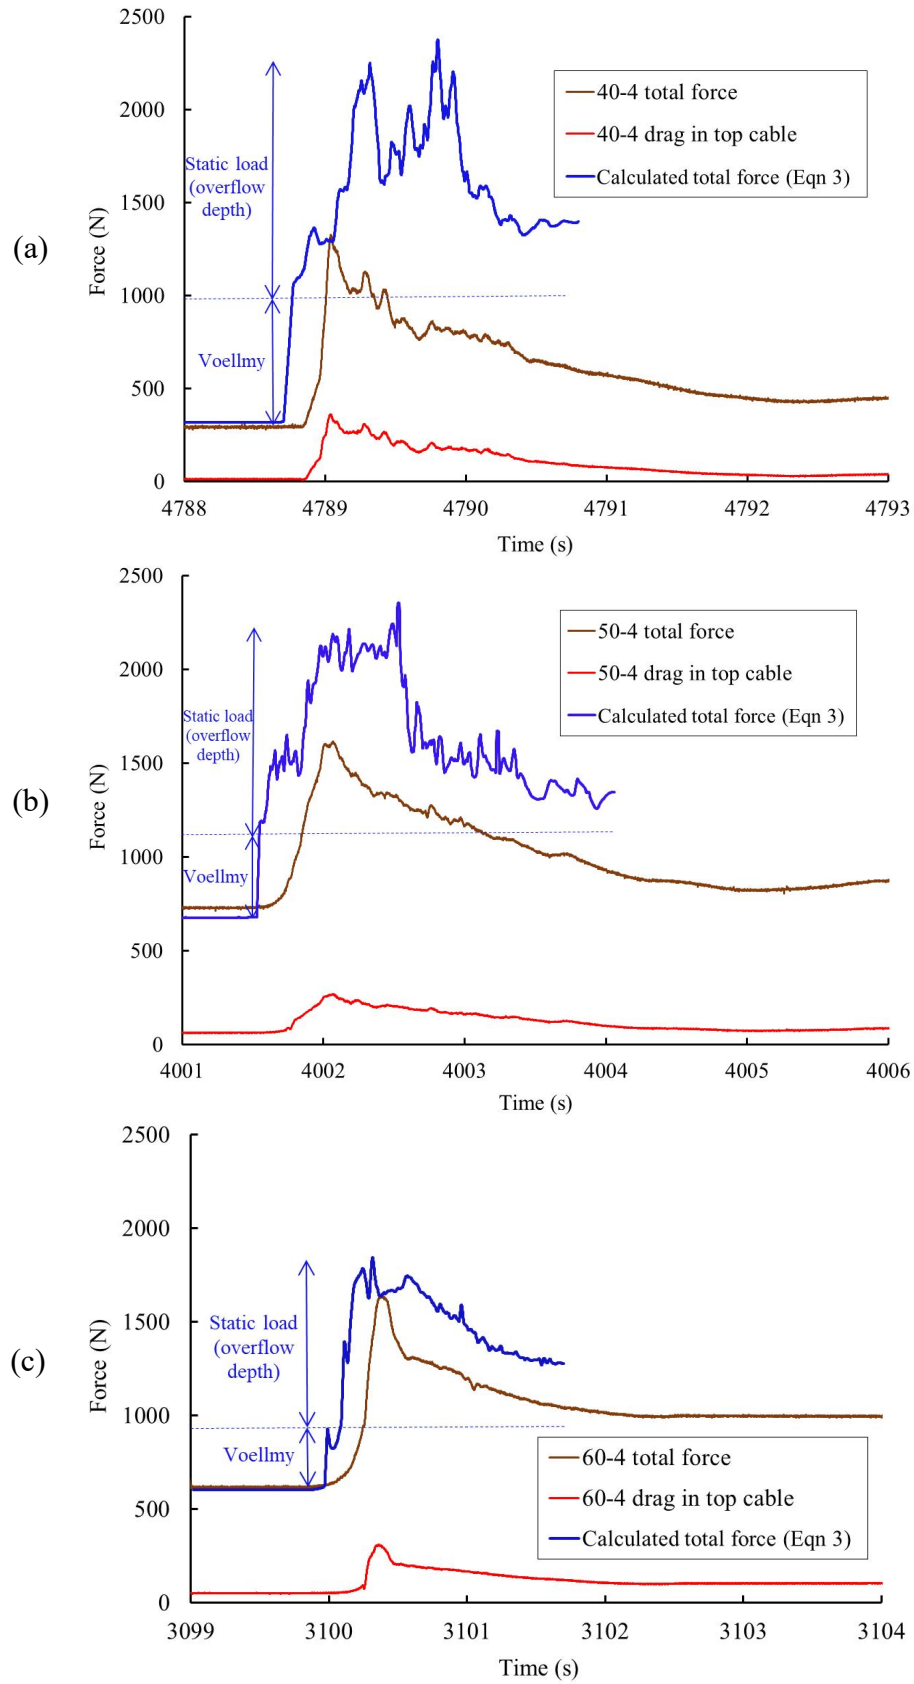 (a)
Force (N)
2500
2000
1500
1000
500
0
4788 4789 4790 4791 4792 4793
Time (s)
Static load
(overflow
depth)
Voellmy
40-4 total force
40-4 drag in top cable
Calculated total force (Eqn 3)
(b)
Force (N)
2500
2000
1500
1000
500
0
4001 4002 4003 4004 4005 4006
Time (s)
Static load
(overflow
depth)
Voellmy
50-4 total force
50-4 drag in top cable
Calculated total force (Eqn 3)
(c)
Force (N)
2500
2000
1500
1000
500
0
3099 3100 3101 3102 3103 3104
Time (s)
Static load
(overflow
depth)
Voellmy
60-4 total force
60-4 drag in top cable
Calculated total force (Eqn 3)